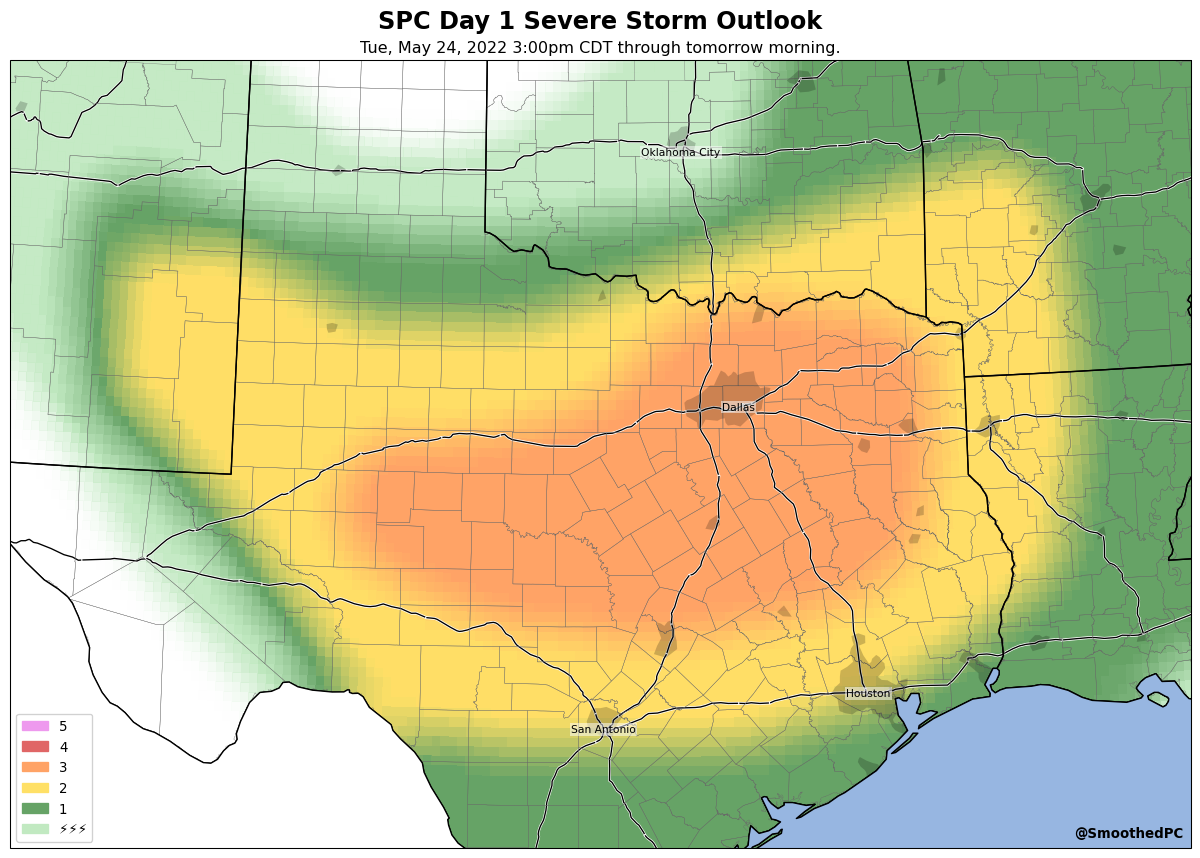 SPC Day 1 Severe Storm Outlook
Tue, May 24, 2022 3:00pm CDT through tomorrow morning.
Oklahoma City
Dallas
Houston
San Antonio
5
4
3
2
1
⚡⚡⚡
@SmoothedPC